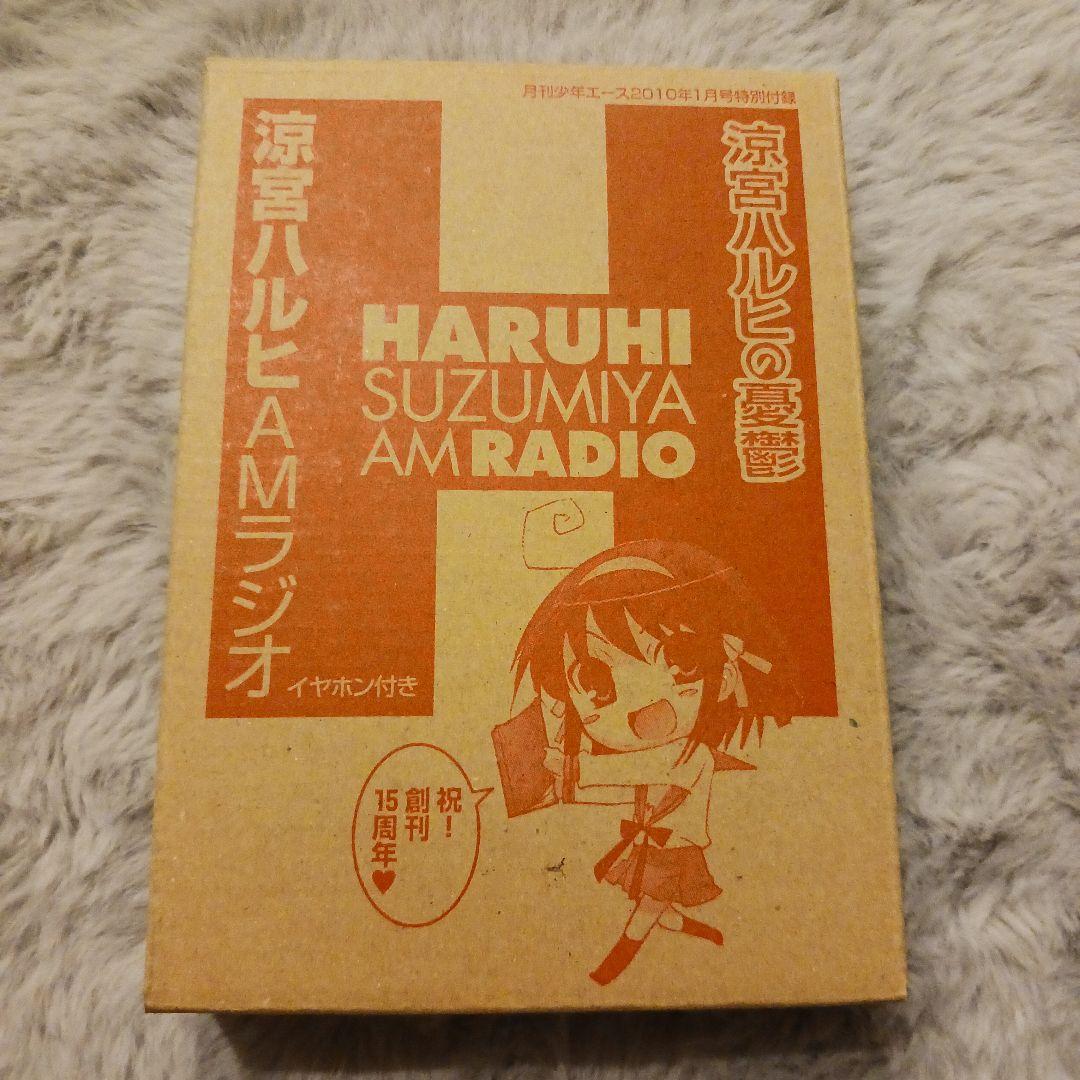 月刊少年エース2010年1月号特別付録
涼宮ハルヒの憂鬱
HARUHI
SUZUMIYA
AM RADIO
涼宮ハルヒAMラジオ
イヤホン付き
祝!
創刊
15周年♥